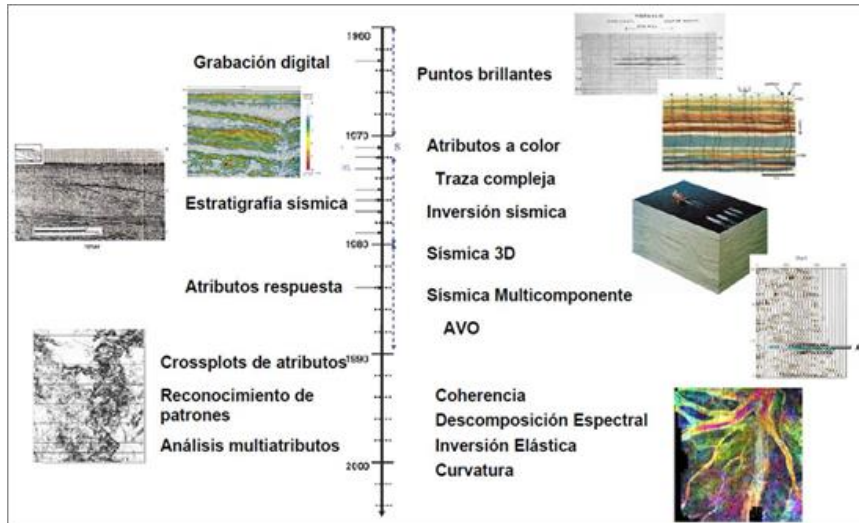 1960
Grabación digital
Puntos brillantes
1970
Atributos a color
Traza compleja
Estratigrafía sísmica
Inversión sísmica
1980
Sísmica 3D
Atributos respuesta
Sísmica Multicomponente
AVO
1990
Crossplots de atributos
Reconocimiento de
patrones
Análisis multiatributos
Coherencia
Descomposición Espectral
Inversión Elástica
Curvatura
2000